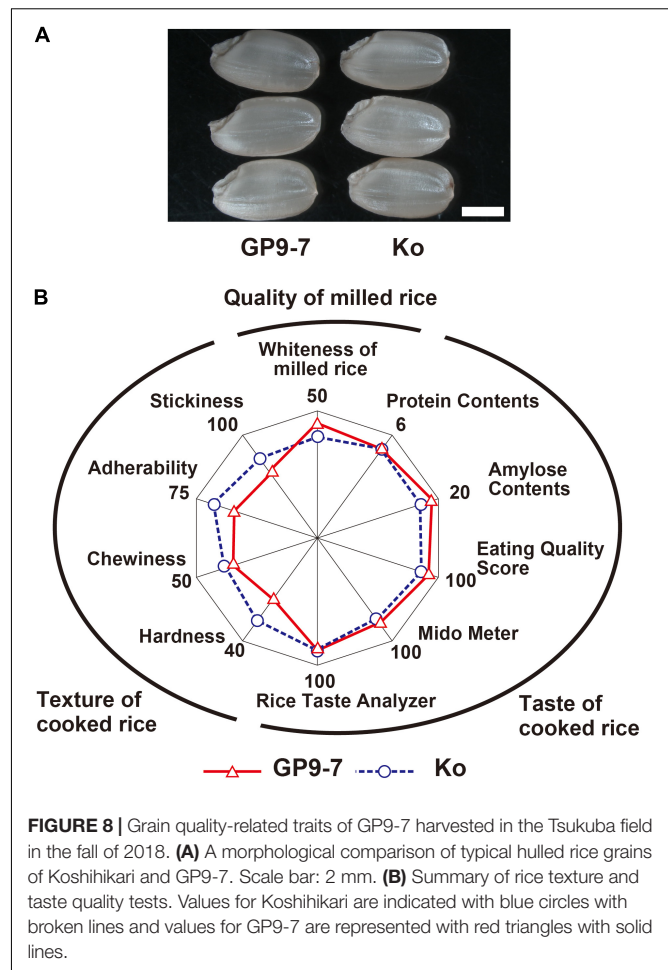 A
GP9-7 Ko
B
Quality of milled rice
Whiteness of
milled rice
50
Protein Contents
6
Amylose
Contents
20
Eating Quality
Score
100
Mido Meter
100
Rice Taste Analyzer
100
Hardness
40
Chewiness
50
Adherability
75
Stickiness
100
Texture of
cooked rice
Taste of
cooked rice
GP9-7 Ko
FIGURE 8 | Grain quality-related traits of GP9-7 harvested in the Tsukuba field
in the fall of 2018. (A) A morphological comparison of typical hulled rice grains
of Koshihikari and GP9-7. Scale bar: 2 mm. (B) Summary of rice texture and
taste quality tests. Values for Koshihikari are indicated with blue circles with
broken lines and values for GP9-7 are represented with red triangles with solid
lines.